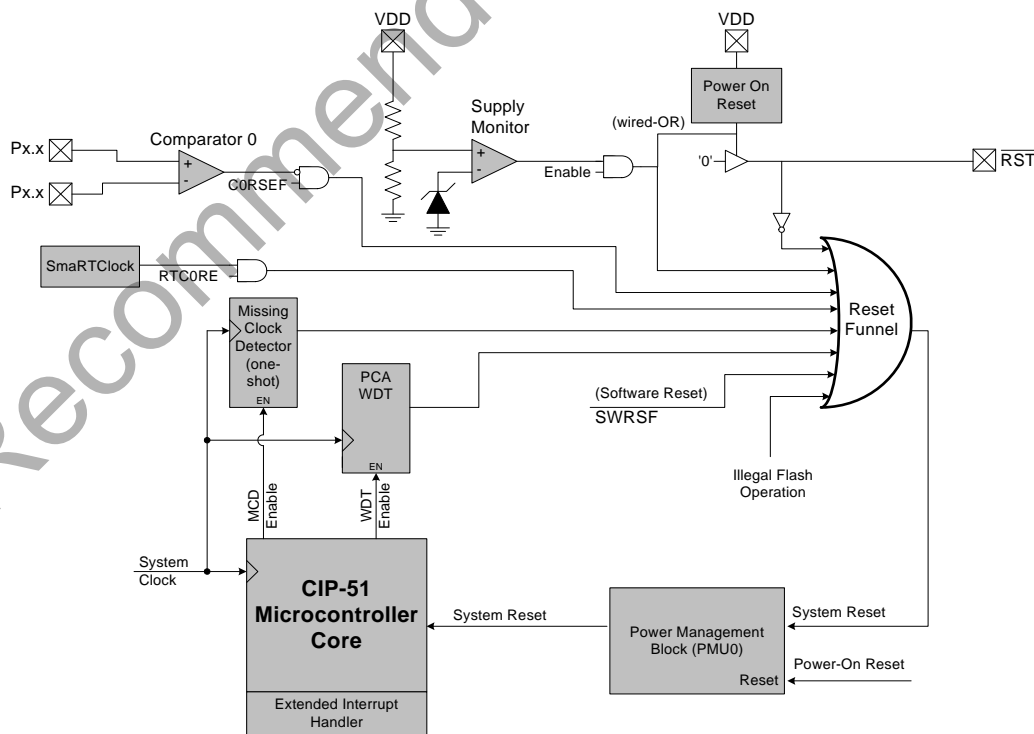 VDD
VDD
Power On
Reset
Supply
Monitor
(wired-OR)
Comparator 0
Px.x
+
-
Px.x
C0RSEF
+
-
Enable
'0'
RST
SmaRTClock
RTC0RE
Missing
Clock
Detector
(one-
shot)
EN
PCA
WDT
EN
Reset
Funnel
(Software Reset)
SWRSF
Illegal Flash
Operation
MCD
Enable
WDT
Enable
System
Clock
CIP-51
Microcontroller
Core
Extended Interrupt
Handler
System Reset
Power Management
Block (PMU0)
Reset
System Reset
Power-On Reset
Recommend